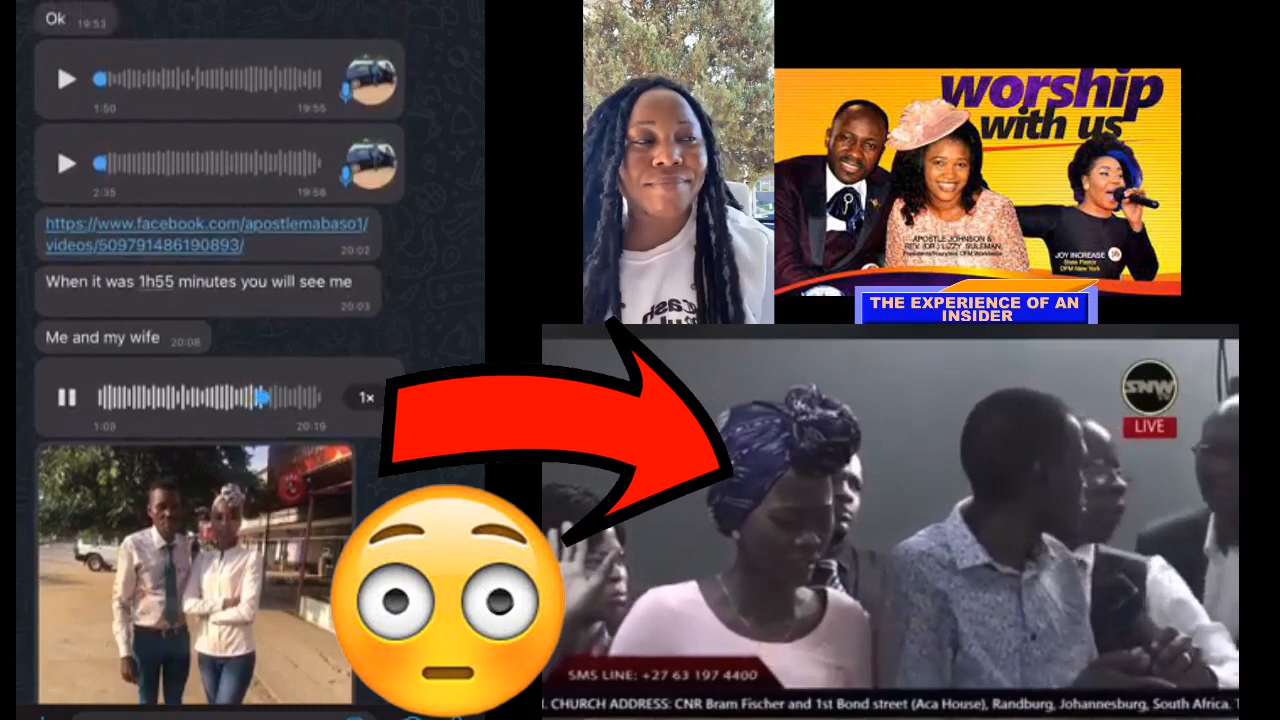 Ok 19:53
1:50 19:55
2:35 19:58
https://www.facebook.com/apostlemabaso1/
videos/509791486190893/
20:02
When it was 1h55 minutes you will see me
20:03
Me and my wife 20:08
1×
1:03 20:19
worship
with us
APOSTLE JOHNSON &
REV. (DR.) LIZZY SULEMAN
JOY INCREASE
State Pastor
OFM New York
THE EXPERIENCE OF AN
INSIDER
SNW
TV
LIVE
SMS LINE: +27 63 197 4400
CHURCH ADDRESS: CNR Bram Fischer and 1st Bond street (Aca House), Randburg, Johannesburg, South Africa.